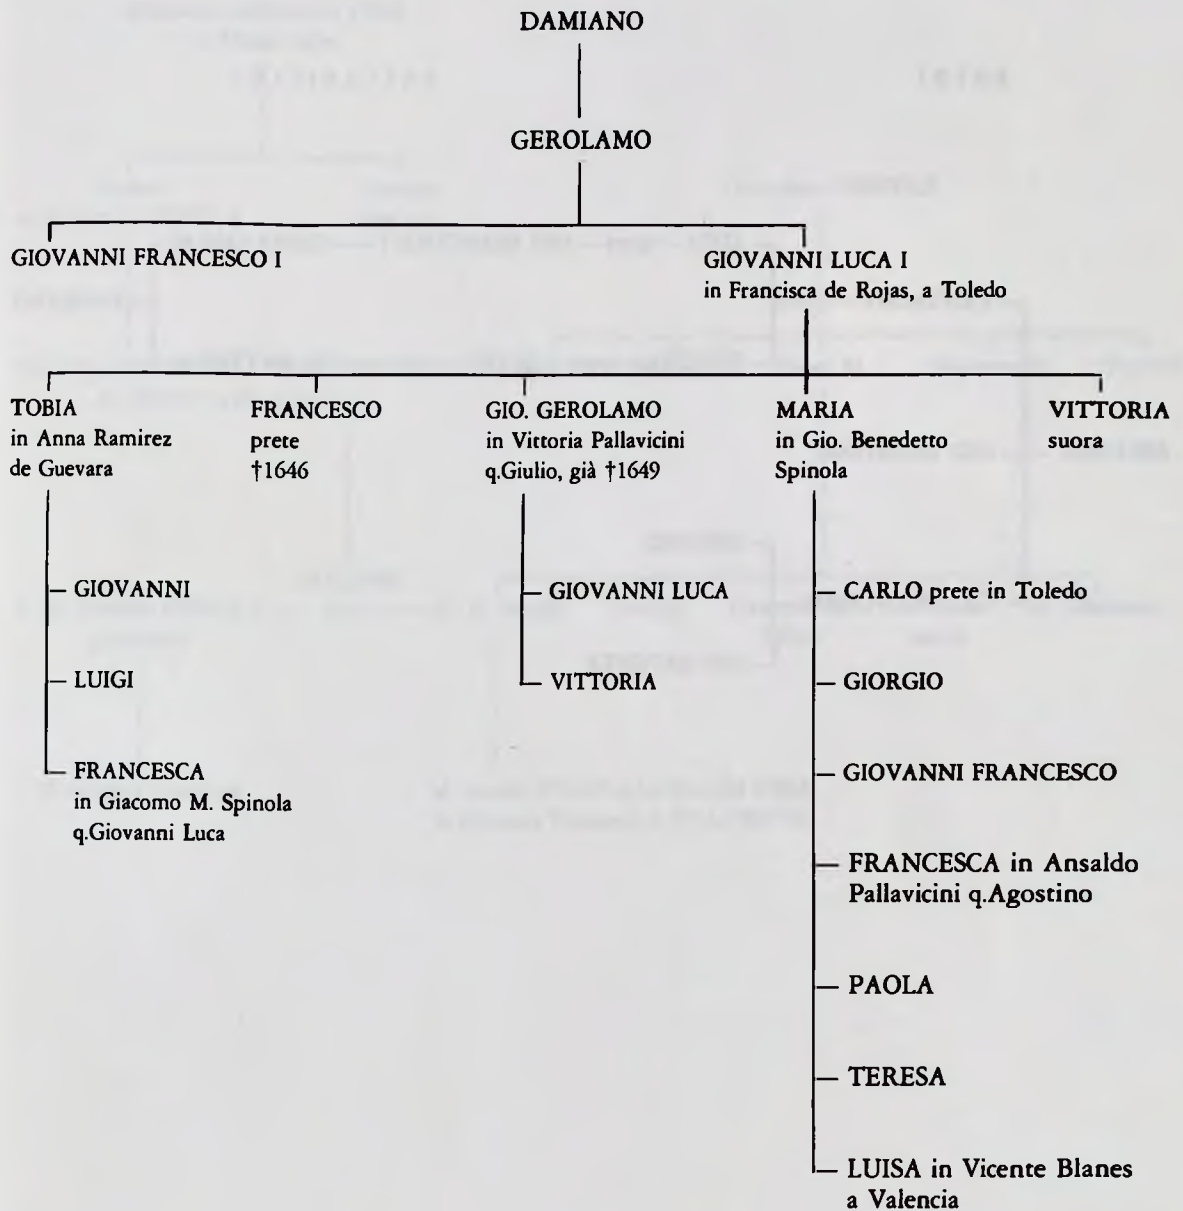 DAMIANO
GEROLAMO
GIOVANNI FRANCESCO I
GIOVANNI LUCA I
in Francisca de Rojas, a Toledo
TOBIA
in Anna Ramirez
de Guevara
FRANCESCO
prete
†1646
GIO. GEROLAMO
in Vittoria Pallavicini
q.Giulio, già †1649
MARIA
in Gio. Benedetto
Spinola
VITTORIA
suora
GIOVANNI
LUIGI
FRANCESCA
in Giacomo M. Spinola
q.Giovanni Luca
GIOVANNI LUCA
VITTORIA
CARLO prete in Toledo
GIORGIO
GIOVANNI FRANCESCO
FRANCESCA in Ansaldo
Pallavicini q.Agostino
PAOLA
TERESA
LUISA in Vicente Blanes
a Valencia